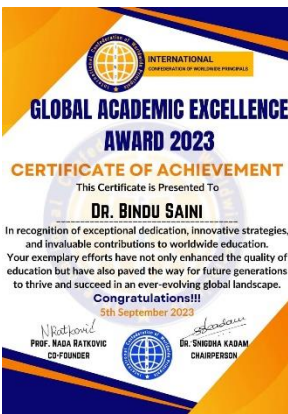 INTERNATIONAL
CONFEDERATION OF WORLDWIDE PRINCIPALS
GLOBAL ACADEMIC EXCELLENCE
AWARD 2023
CERTIFICATE OF ACHIEVEMENT
This Certificate is Presented To
DR. BINDU SAINI
In recognition of exceptional dedication, innovative strategies,
and invaluable contributions to worldwide education.
Your exemplary efforts have not only enhanced the quality of
education but have also paved the way for future generations
to thrive and succeed in an ever-evolving global landscape.
Congratulations!!!
5th September 2023
NRatković
PROF. NADA RATKOVIC
CO-FOUNDER
DR. SNIGDHA KADAM
CHAIRPERSON